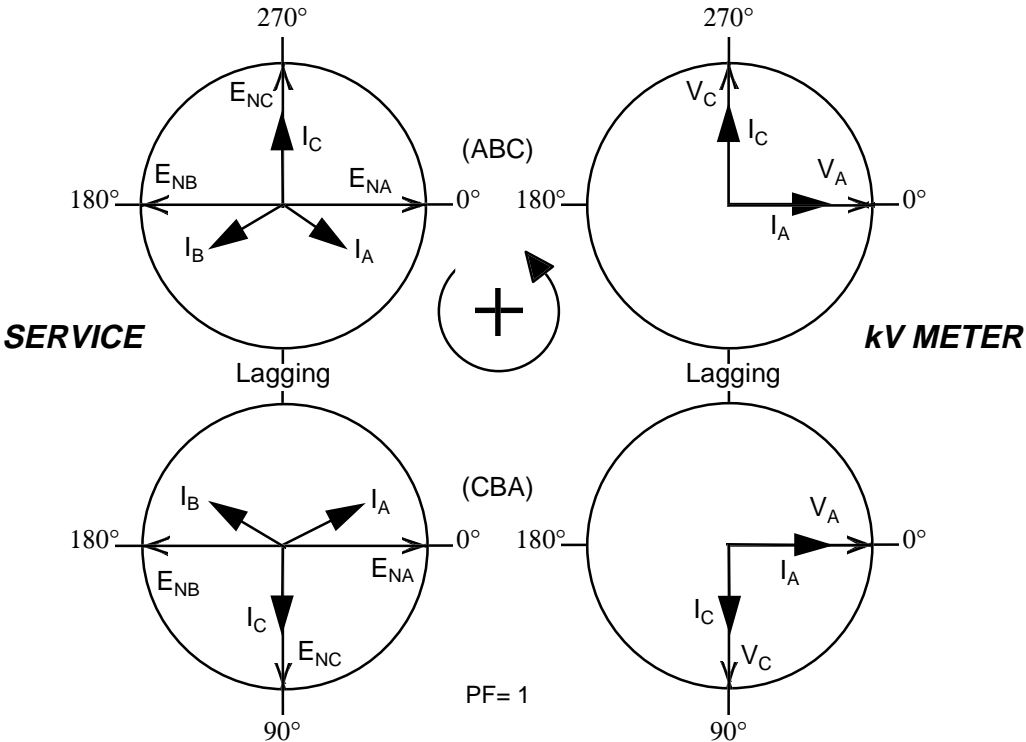 270°
270°
E_NC
I_C
V_C
I_C
(ABC)
E_NB
E_NA
V_A
180°
0°
180°
0°
I_B
I_A
I_A
SERVICE
kV METER
Lagging
Lagging
(CBA)
I_B
I_A
V_A
180°
0°
180°
0°
E_NB
E_NA
I_A
I_C
I_C
E_NC
V_C
PF= 1
90°
90°